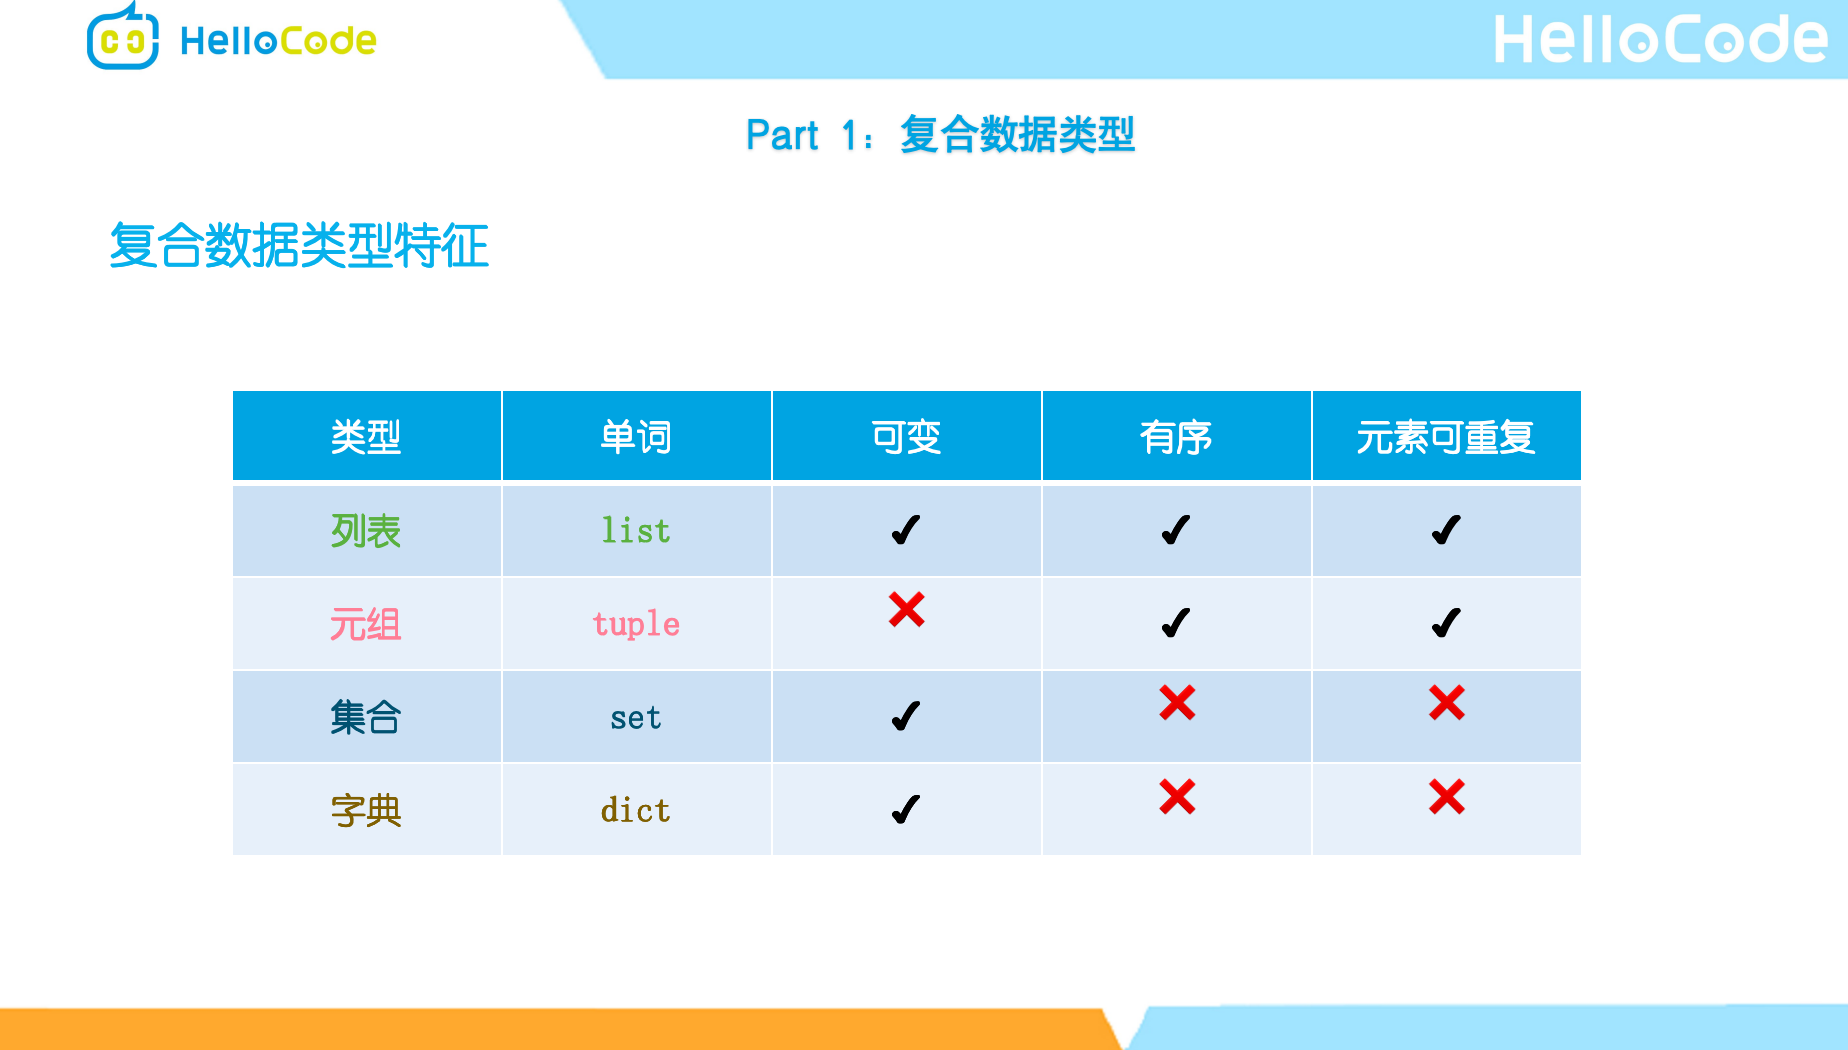 HelloCode
HelloCode
Part 1：复合数据类型
复合数据类型特征
类型 单词 可变 有序 元素可重复
列表 list ✔ ✔ ✔
元组 tuple ❌ ✔ ✔
集合 set ✔ ❌ ❌
字典 dict ✔ ❌ ❌